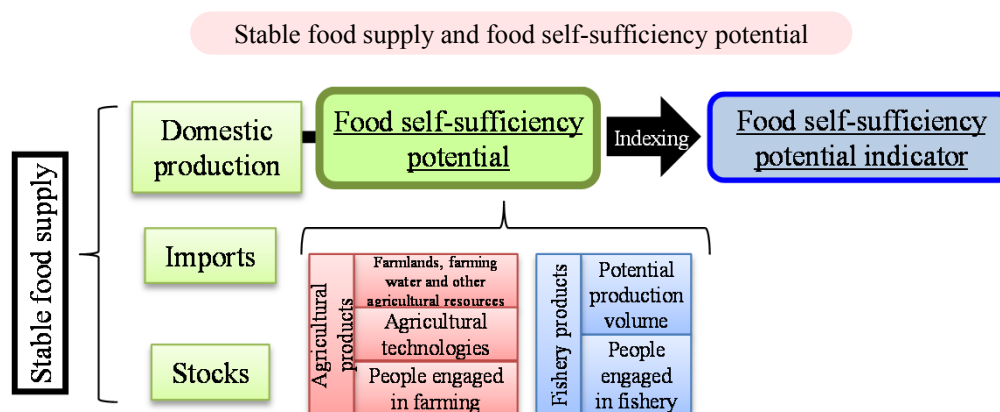 Stable food supply and food self-sufficiency potential
Stable food supply
Domestic
production
Imports
Stocks
Food self-sufficiency
potential
Indexing
Food self-sufficiency
potential indicator
Agricultural
products
Farmlands, farming
water and other
agricultural resources
Agricultural
technologies
People engaged
in farming
Fishery products
Potential
production
volume
People
engaged
in fishery